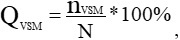 Q_VSM = n_VSM / N * 100% ,